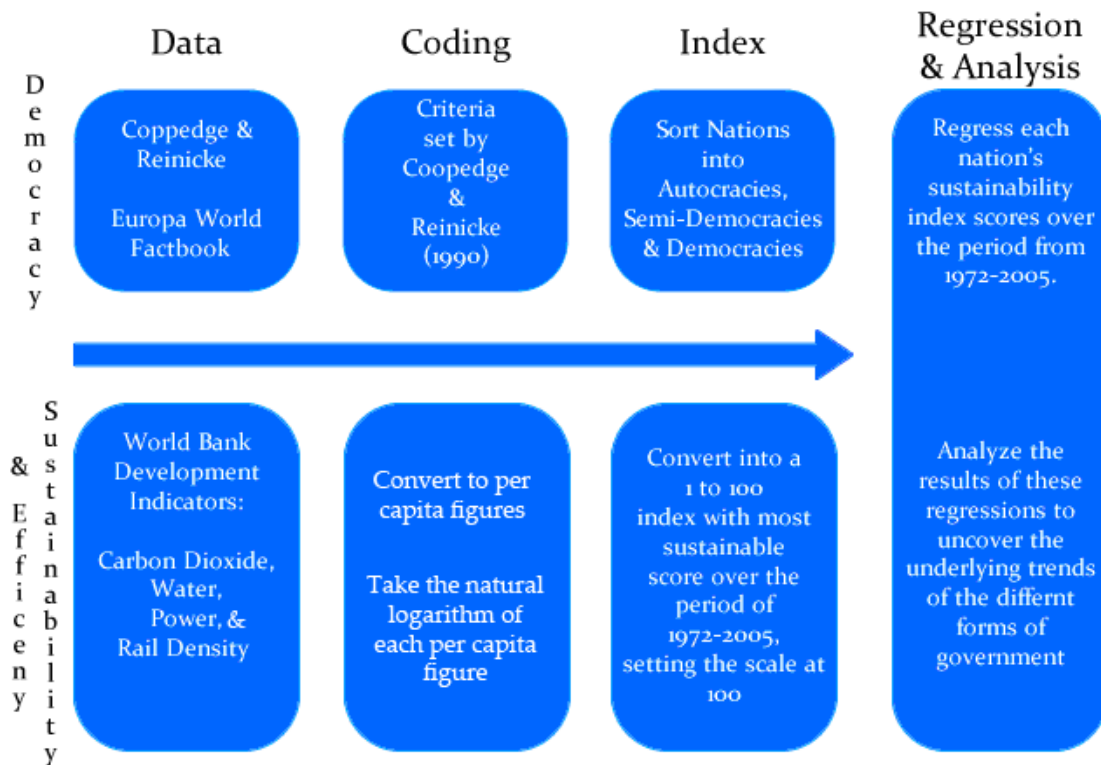 Data
Coding
Index
Regression
& Analysis
Democracy
Coppedge &
Reinicke
Europa World
Factbook
Criteria
set by
Coopedge
&
Reinicke
(1990)
Sort Nations
into
Autocracies,
Semi-Democracies
& Democracies
Regress each
nation's
sustainability
index scores over
the period from
1972-2005.
Sustainability
& Efficeny
World Bank
Development
Indicators:
Carbon Dioxide,
Water,
Power, &
Rail Density
Convert to per
capita figures
Take the natural
logarithm of
each per capita
figure
Convert into a
1 to 100
index with most
sustainable
score over the
period of
1972-2005,
setting the scale at
100
Analyze the
results of these
regressions to
uncover the
underlying trends
of the differnt
forms of
government